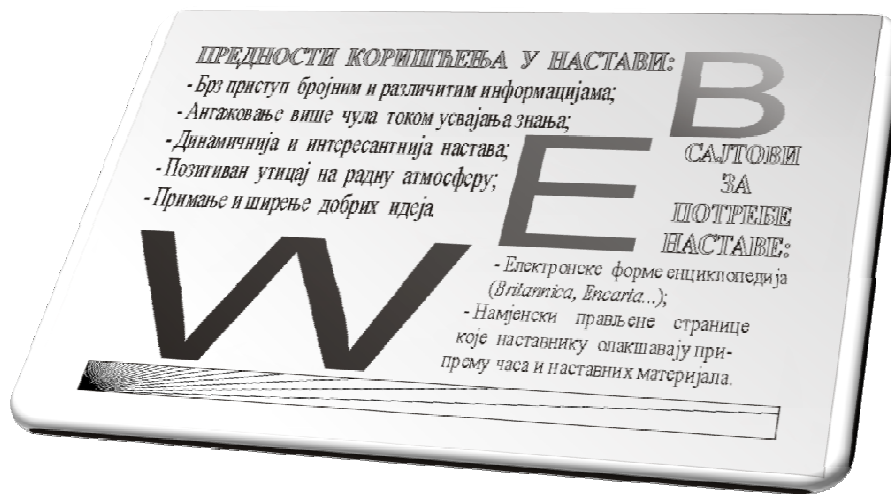 ПРЕДНОСТИ КОРИШЋЕЊА У НАСТАВИ:
- Брз приступ бројним и различитим информацијама;
- Ангажовање више чула током усвајања знања;
- Динамичнија и интересантнија настава;
- Позитиван утицај на радну атмосферу;
- Примање и ширење добрих идеја.
W E B
САЈТОВИ
ЗА
ПОТРЕБЕ
НАСТАВЕ:
- Електронске форме енциклопедија
(Britannica, Encarta...);
- Намјенски прављене странице
које наставнику олакшавају при-
прему часа и наставних материјала.